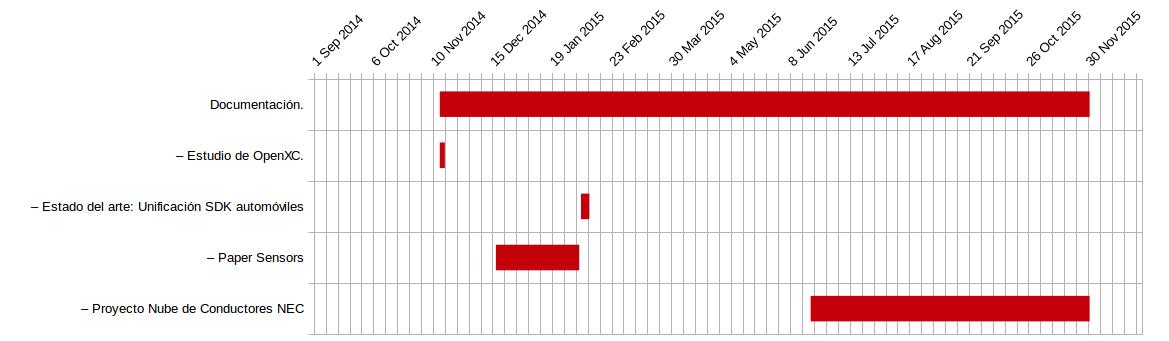 1 Sep 2014
6 Oct 2014
10 Nov 2014
15 Dec 2014
19 Jan 2015
23 Feb 2015
30 Mar 2015
4 May 2015
8 Jun 2015
13 Jul 2015
17 Aug 2015
21 Sep 2015
26 Oct 2015
30 Nov 2015
Documentación.
– Estudio de OpenXC.
– Estado del arte: Unificación SDK automóviles
– Paper Sensors
– Proyecto Nube de Conductores NEC